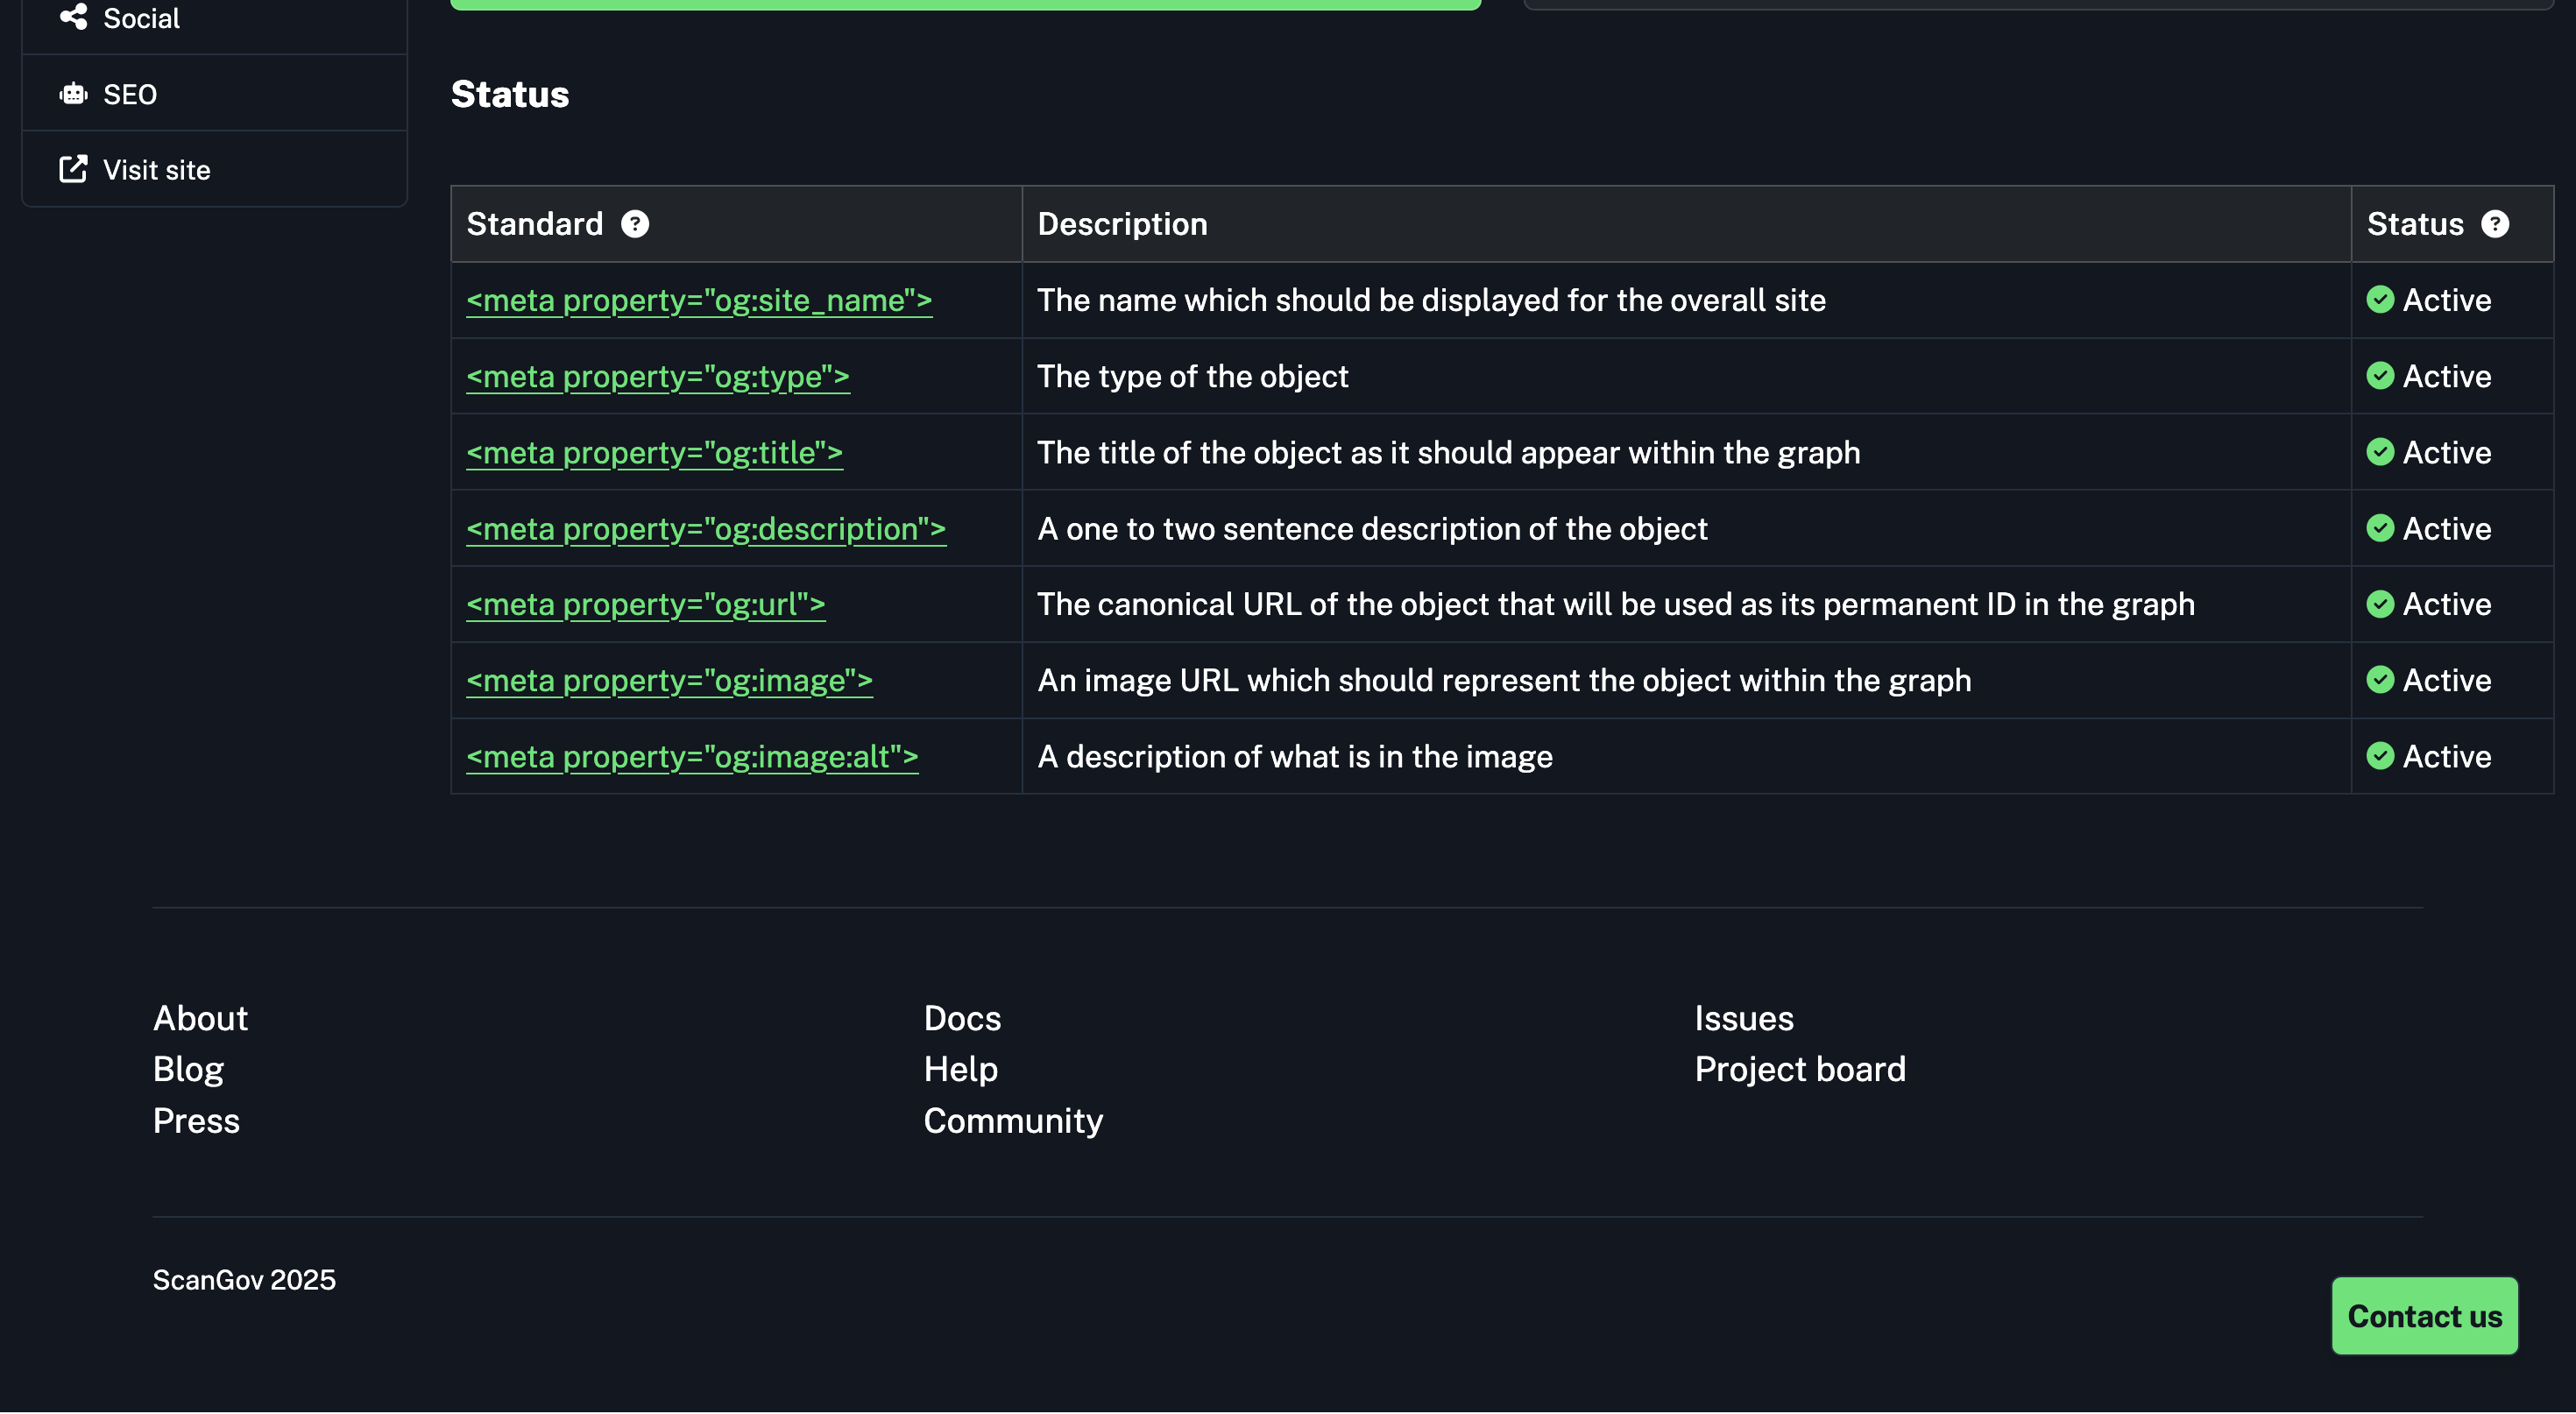 Social
SEO
Visit site
Status
Standard ? Description Status ?
<meta property="og:site_name"> The name which should be displayed for the overall site Active
<meta property="og:type"> The type of the object Active
<meta property="og:title"> The title of the object as it should appear within the graph Active
<meta property="og:description"> A one to two sentence description of the object Active
<meta property="og:url"> The canonical URL of the object that will be used as its permanent ID in the graph Active
<meta property="og:image"> An image URL which should represent the object within the graph Active
<meta property="og:image:alt"> A description of what is in the image Active
About
Blog
Press
Docs
Help
Community
Issues
Project board
ScanGov 2025
Contact us